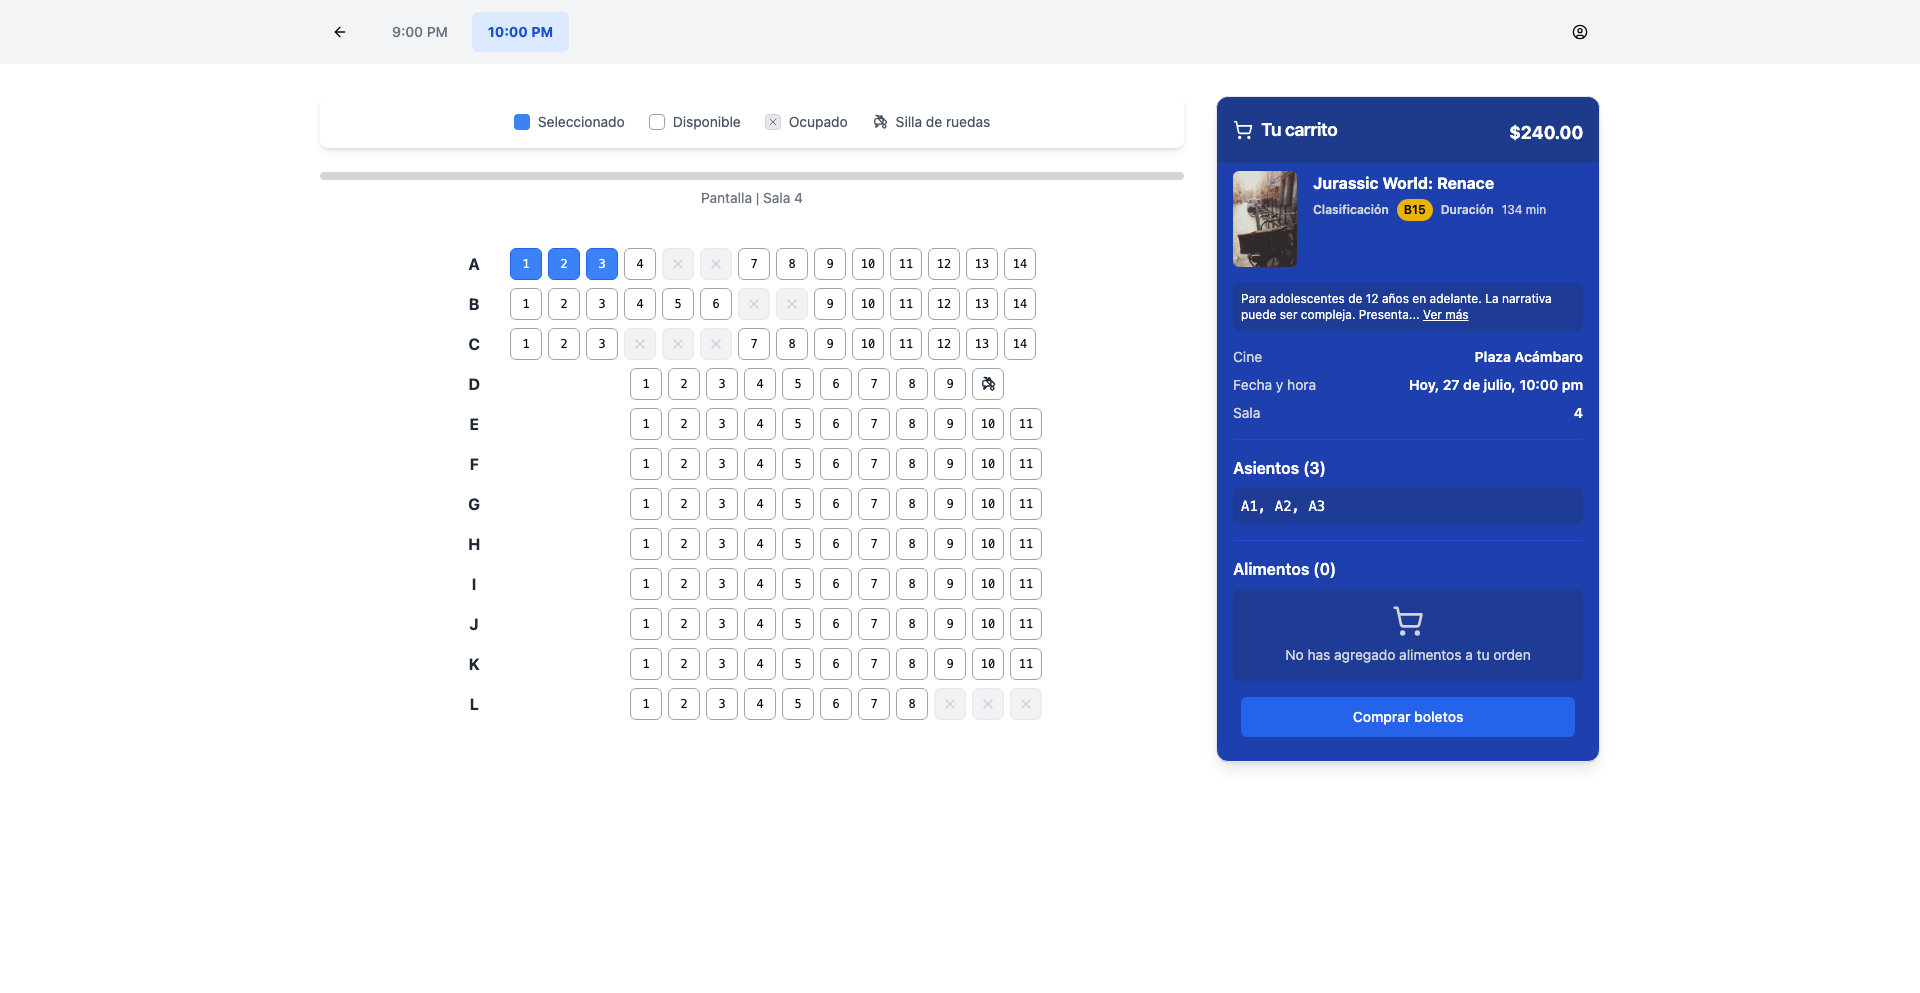 9:00 PM 10:00 PM
Seleccionado Disponible Ocupado Silla de ruedas
Pantalla | Sala 4
A 1 2 3 4 7 8 9 10 11 12 13 14
B 1 2 3 4 5 6 9 10 11 12 13 14
C 1 2 3 7 8 9 10 11 12 13 14
D 1 2 3 4 5 6 7 8 9
E 1 2 3 4 5 6 7 8 9 10 11
F 1 2 3 4 5 6 7 8 9 10 11
G 1 2 3 4 5 6 7 8 9 10 11
H 1 2 3 4 5 6 7 8 9 10 11
I 1 2 3 4 5 6 7 8 9 10 11
J 1 2 3 4 5 6 7 8 9 10 11
K 1 2 3 4 5 6 7 8 9 10 11
L 1 2 3 4 5 6 7 8
Tu carrito $240.00
Jurassic World: Renace
Clasificación B15 Duración 134 min
Para adolescentes de 12 años en adelante. La narrativa
puede ser compleja. Presenta... Ver más
Cine Plaza Acámbaro
Fecha y hora Hoy, 27 de julio, 10:00 pm
Sala 4
Asientos (3)
A1, A2, A3
Alimentos (0)
No has agregado alimentos a tu orden
Comprar boletos